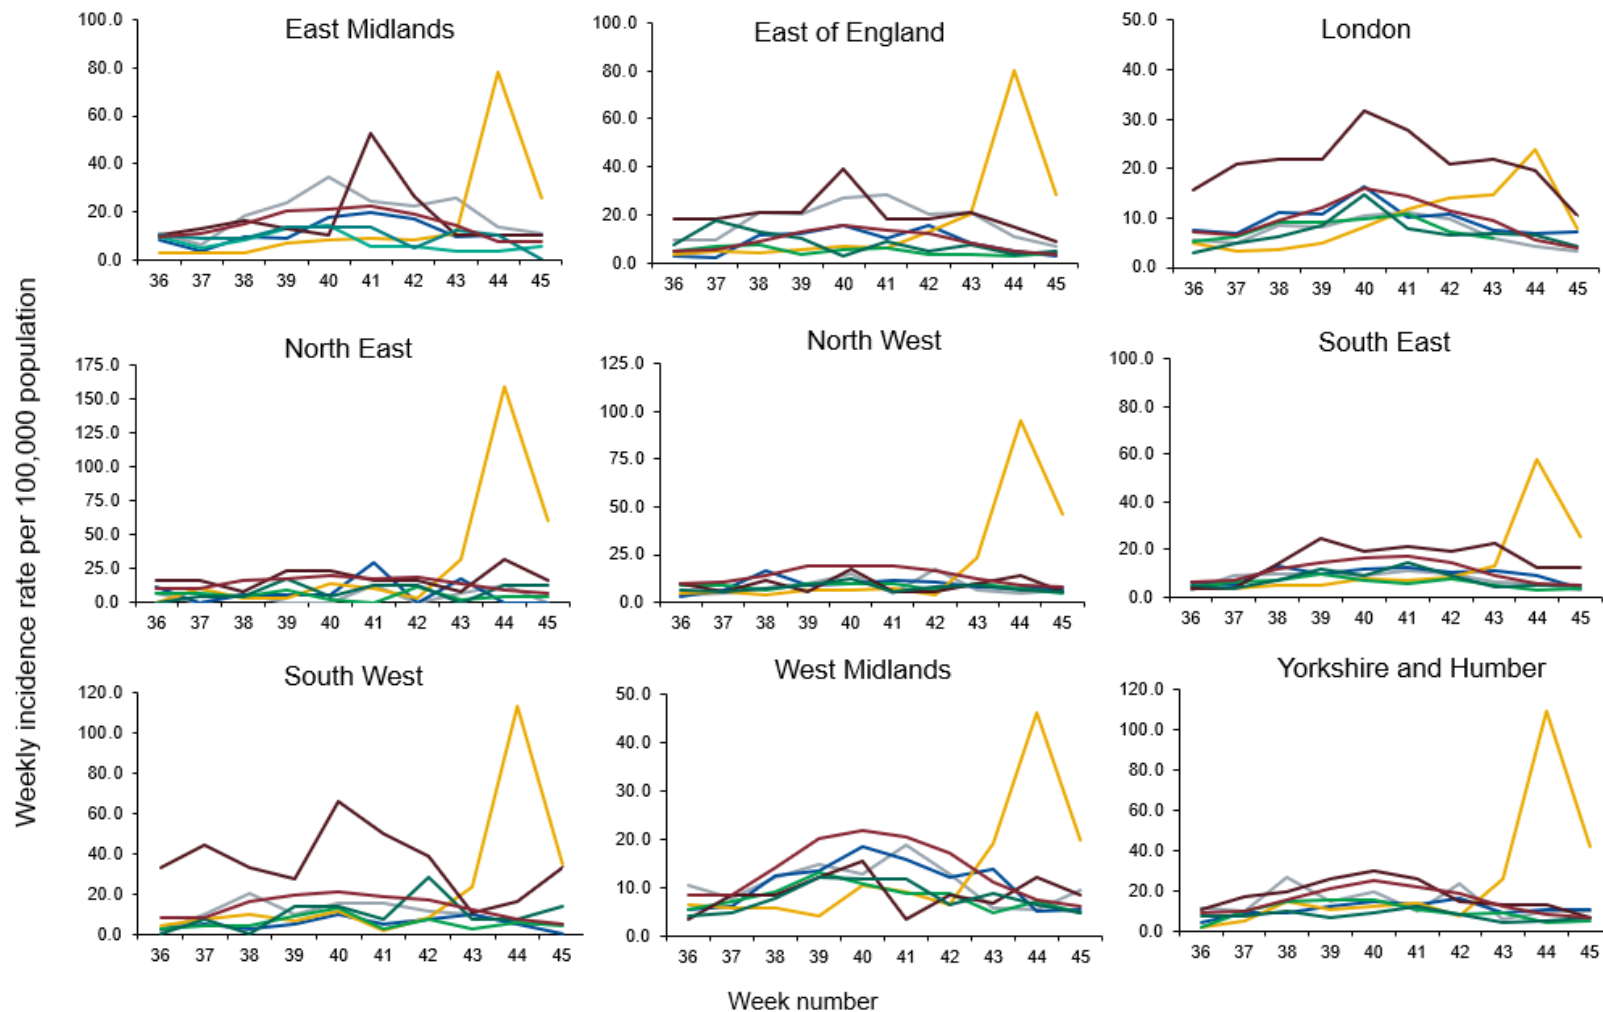 East Midlands
100.0
80.0
60.0
40.0
20.0
0.0
36 37 38 39 40 41 42 43 44 45
East of England
100.0
80.0
60.0
40.0
20.0
0.0
36 37 38 39 40 41 42 43 44 45
London
50.0
40.0
30.0
20.0
10.0
0.0
36 37 38 39 40 41 42 43 44 45
Weekly incidence rate per 100,000 population
North East
175.0
150.0
125.0
100.0
75.0
50.0
25.0
0.0
36 37 38 39 40 41 42 43 44 45
North West
125.0
100.0
75.0
50.0
25.0
0.0
36 37 38 39 40 41 42 43 44 45
South East
100.0
80.0
60.0
40.0
20.0
0.0
36 37 38 39 40 41 42 43 44 45
South West
120.0
100.0
80.0
60.0
40.0
20.0
0.0
36 37 38 39 40 41 42 43 44 45
West Midlands
50.0
40.0
30.0
20.0
10.0
0.0
36 37 38 39 40 41 42 43 44 45
Yorkshire and Humber
120.0
100.0
80.0
60.0
40.0
20.0
0.0
36 37 38 39 40 41 42 43 44 45
Week number